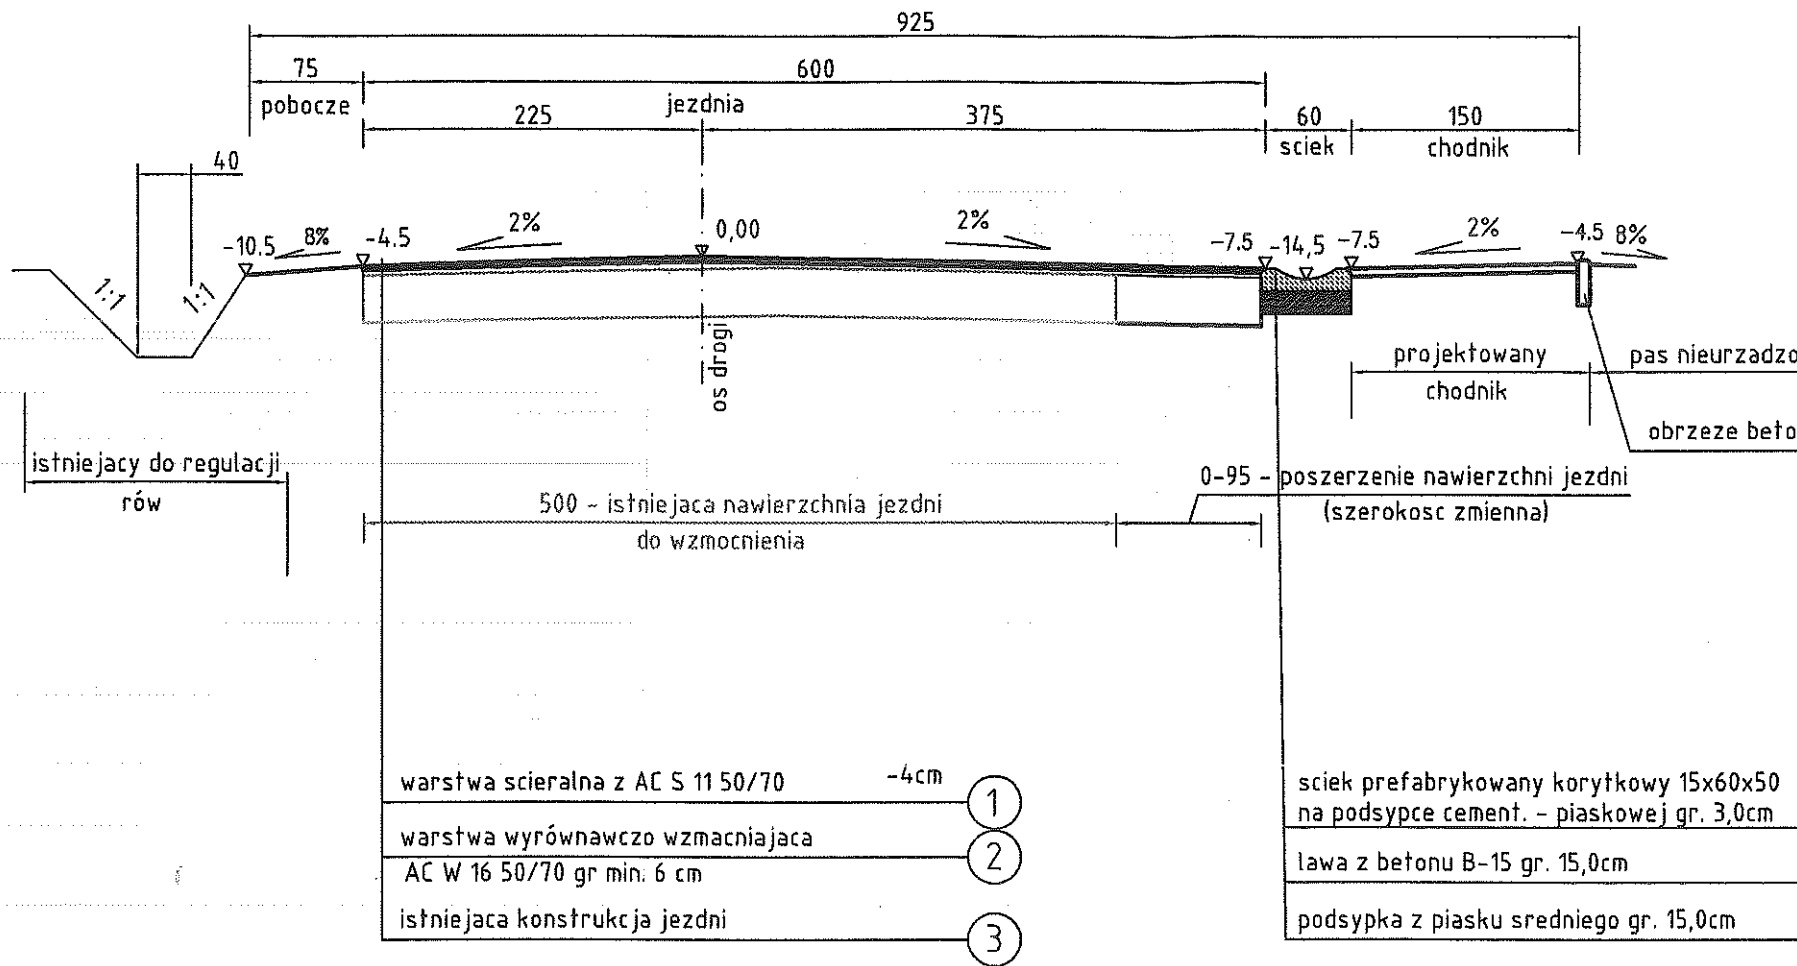 925
75
600
pobocze
jezdnia
225
375
60
150
sciek
chodnik
40
-10.5
8%
-4.5
2%
0,00
2%
-7.5
-14,5
-7.5
2%
-4.5
8%
1:1
1:1
os drogi
projektowany
chodnik
pas nieurzadzo
obrzeze beto
istniejacy do regulacji
rów
500 - istniejaca nawierzchnia jezdni
do wzmocnienia
0-95 - poszerzenie nawierzchni jezdni
(szerokosc zmienna)
warstwa scieralna z AC S 11 50/70 -4cm
1
warstwa wyrównawczo wzmacniajaca
2
AC W 16 50/70 gr min. 6 cm
istniejaca konstrukcja jezdni
3
sciek prefabrykowany korytkowy 15x60x50
na podsypce cement. - piaskowej gr. 3,0cm
lawa z betonu B-15 gr. 15,0cm
podsypka z piasku sredniego gr. 15,0cm